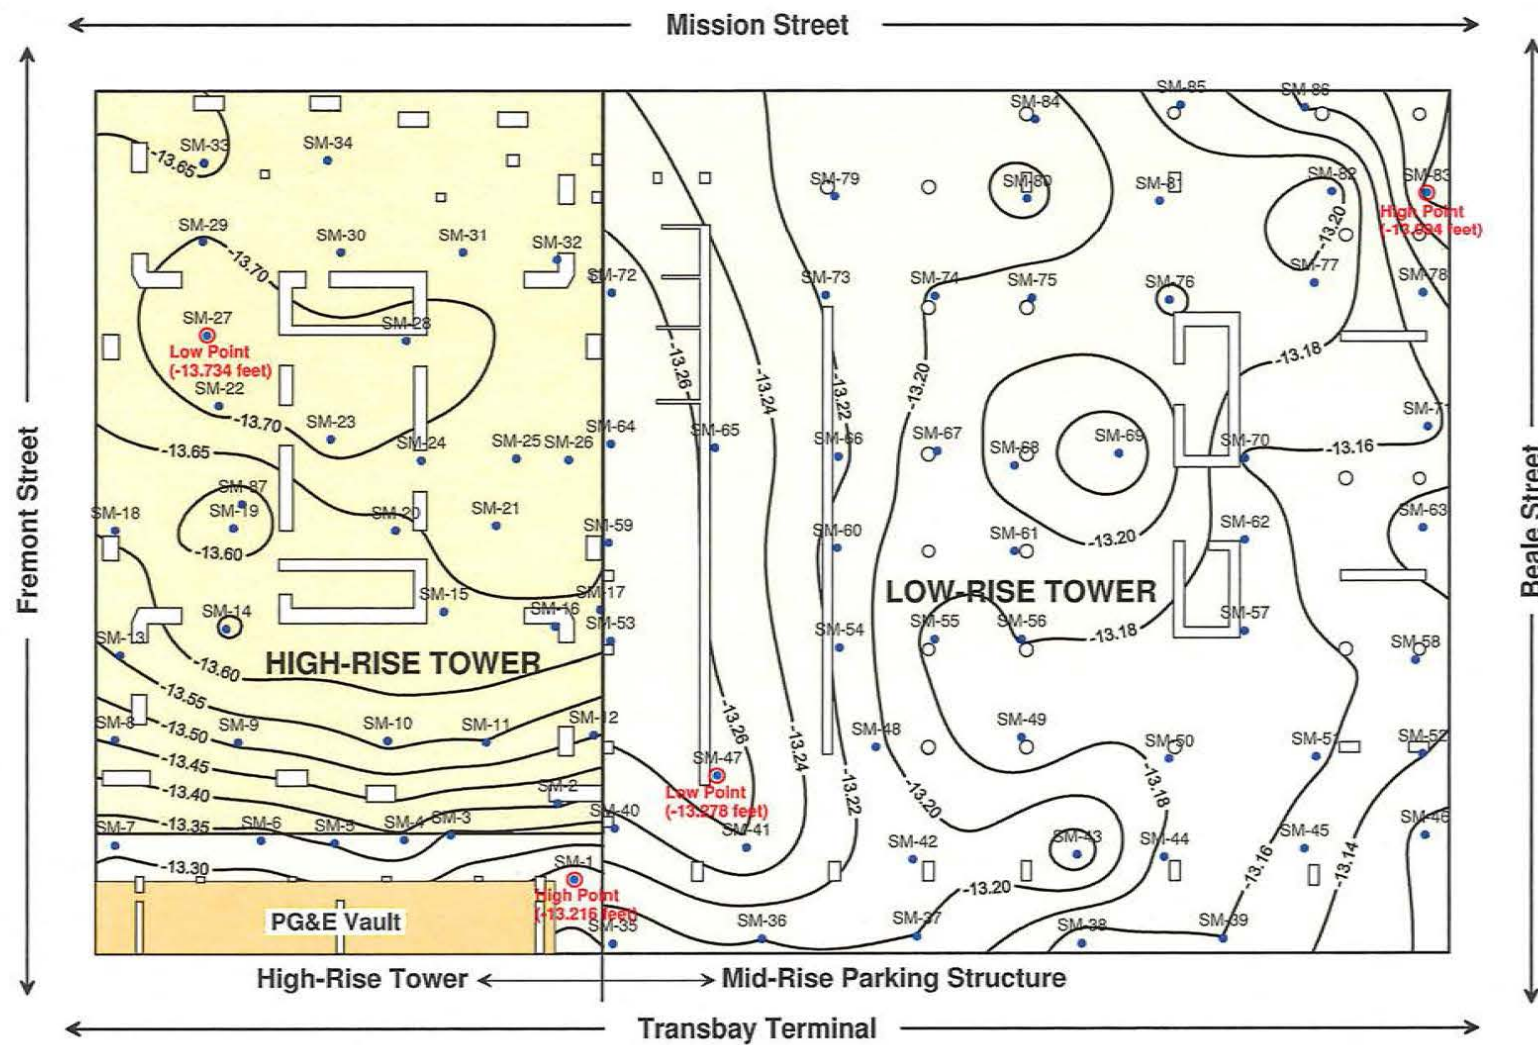 Mission Street
SM-84
SM-85
SM-86
SM-33
SM-34
-13.65
SM-79
SM-80
SM-81
SM-82
SM-83
High Point
SM-29
SM-30
SM-31
SM-32
-13.70
-13.20
SM-72
SM-73
SM-74
SM-75
SM-76
SM-77
SM-78
SM-27
SM-28
Low Point
(-13.734 feet)
-13.26
-13.24
-13.22
-13.20
-13.18
SM-22
-13.70
SM-23
SM-24
SM-25
SM-26
SM-64
SM-65
SM-66
SM-67
SM-68
SM-69
SM-70
SM-71
-13.65
-13.16
SM-87
SM-18
SM-19
SM-20
SM-21
SM-59
SM-60
SM-61
SM-62
SM-63
-13.60
-13.20
Fremont Street
Beale Street
LOW-RISE TOWER
SM-14
SM-15
SM-16
SM-17
SM-13
SM-53
SM-54
SM-55
SM-56
-13.18
SM-57
SM-58
HIGH-RISE TOWER
-13.60
-13.55
-13.50
SM-8
SM-9
SM-10
SM-11
SM-12
-13.26
-13.24
SM-48
SM-49
SM-50
SM-51
SM-52
-13.45
-13.40
-13.35
-13.30
SM-47
Low Point
(-13.278 feet)
-13.22
-13.20
-13.18
SM-2
SM-7
SM-6
SM-5
SM-4
SM-3
SM-40
SM-41
SM-42
SM-43
SM-44
SM-45
SM-46
SM-1
High Point
(-13.216 feet)
-13.20
-13.16
-13.14
PG&E Vault
SM-35
SM-36
SM-37
SM-38
SM-39
High-Rise Tower
Mid-Rise Parking Structure
Transbay Terminal